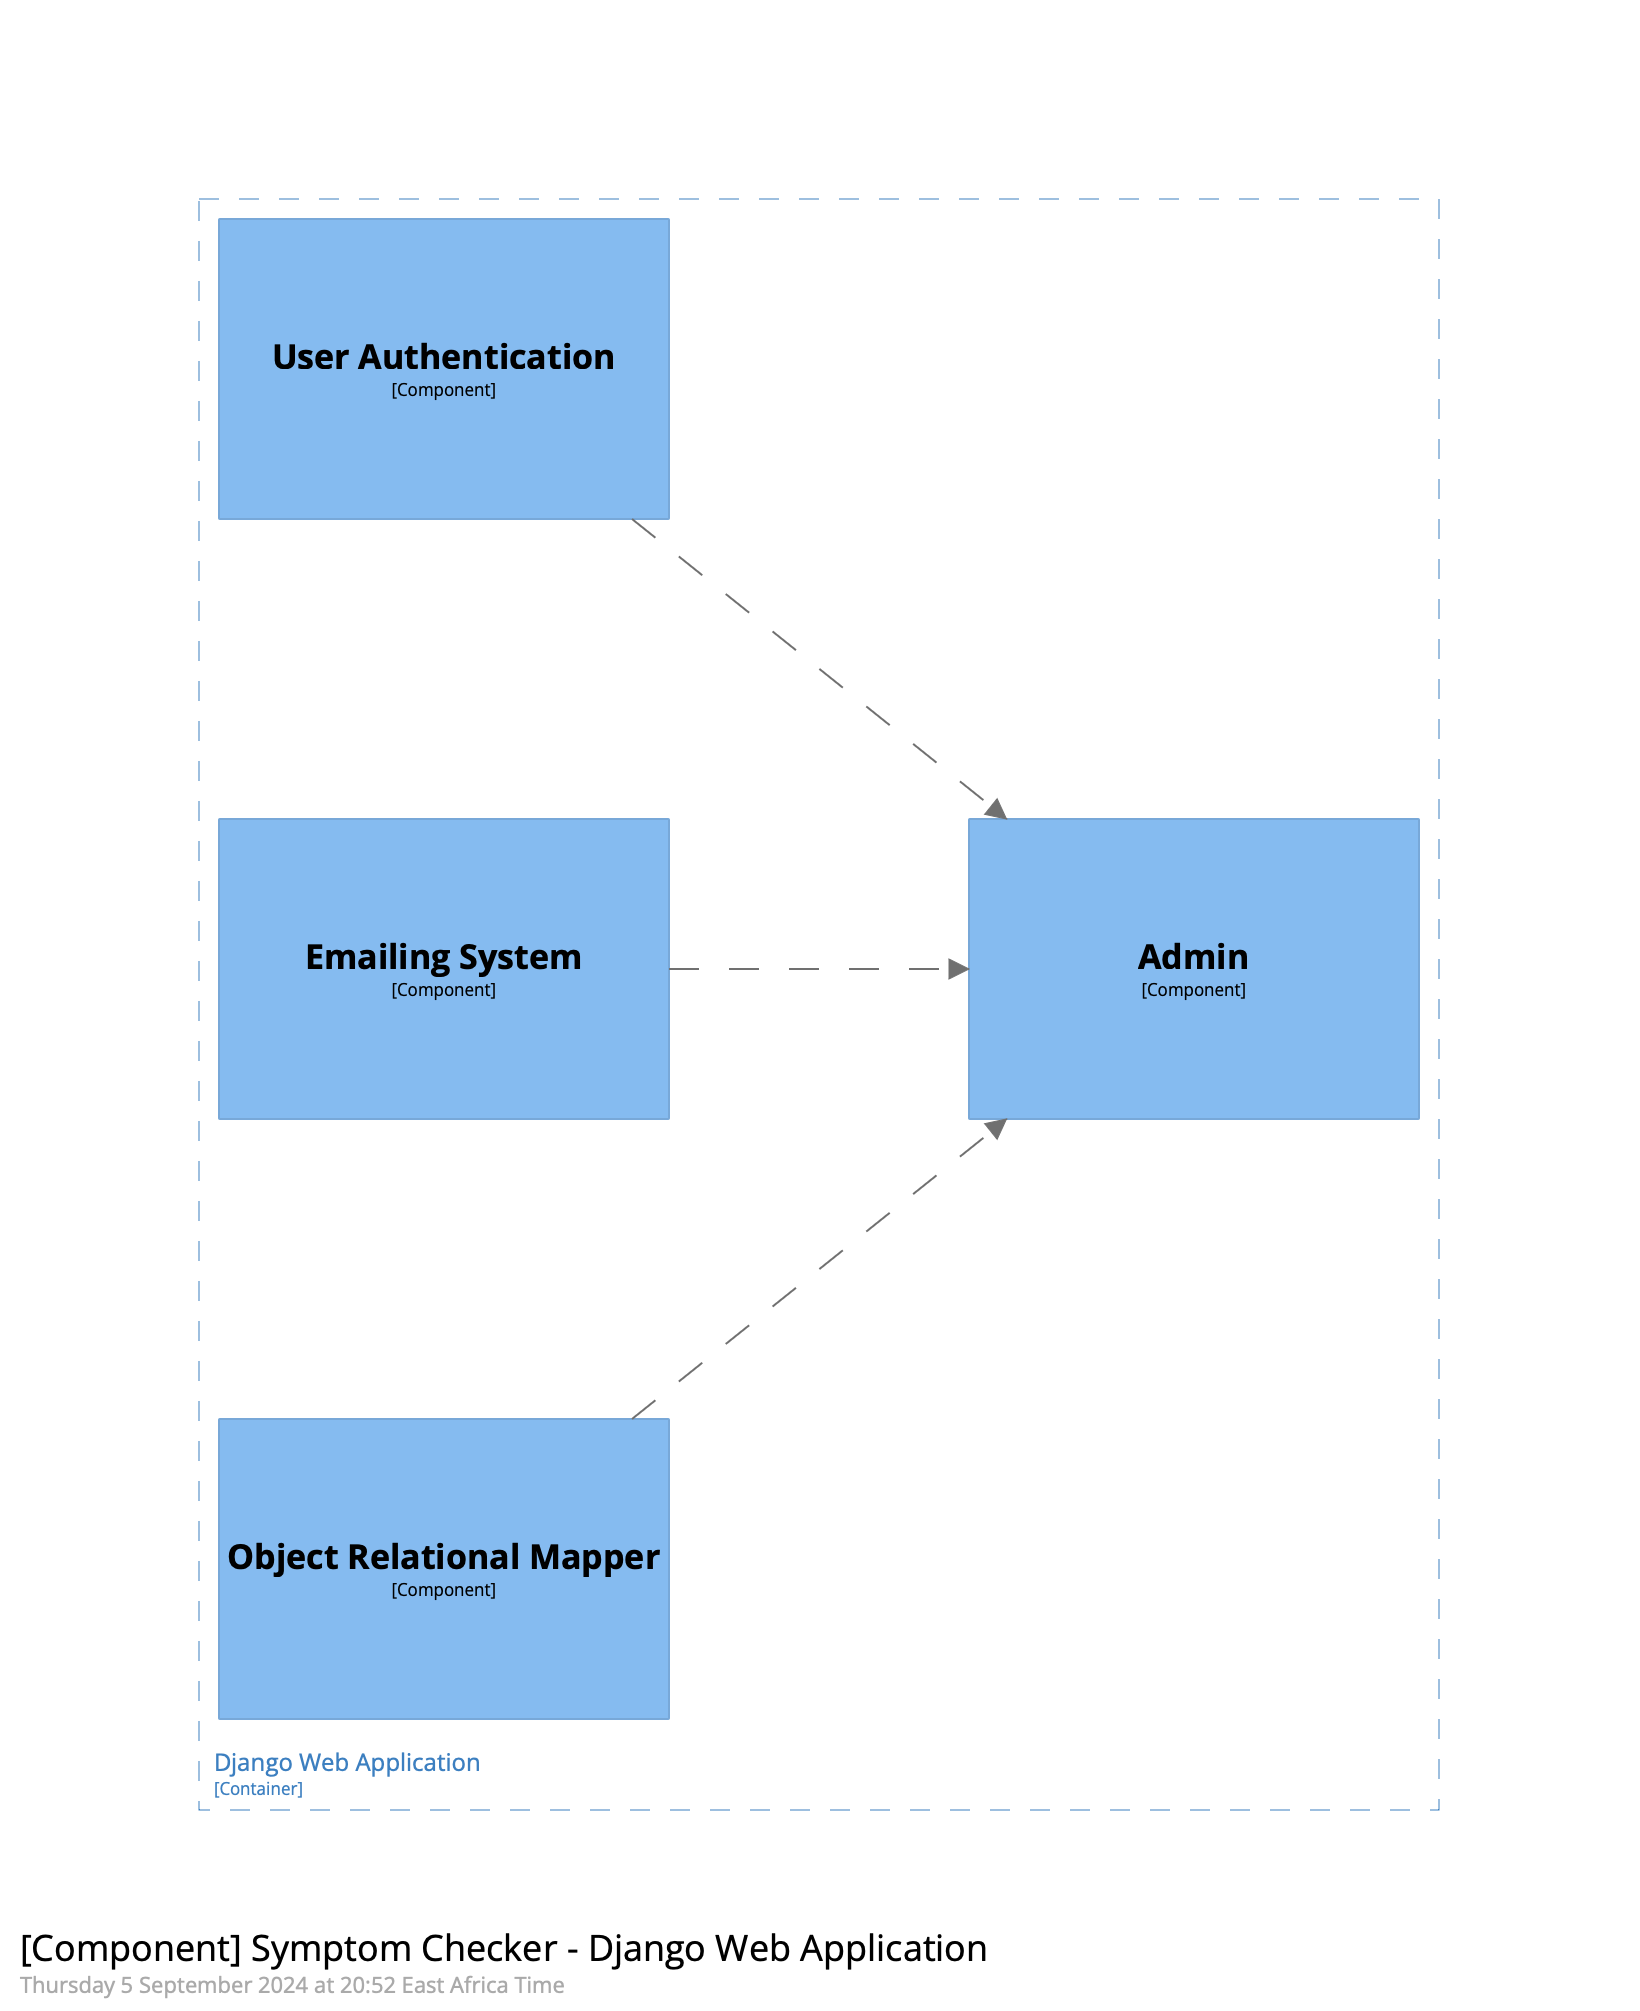 User Authentication
[Component]
Emailing System
[Component]
Admin
[Component]
Object Relational Mapper
[Component]
Django Web Application
[Container]
[Component] Symptom Checker - Django Web Application
Thursday 5 September 2024 at 20:52 East Africa Time